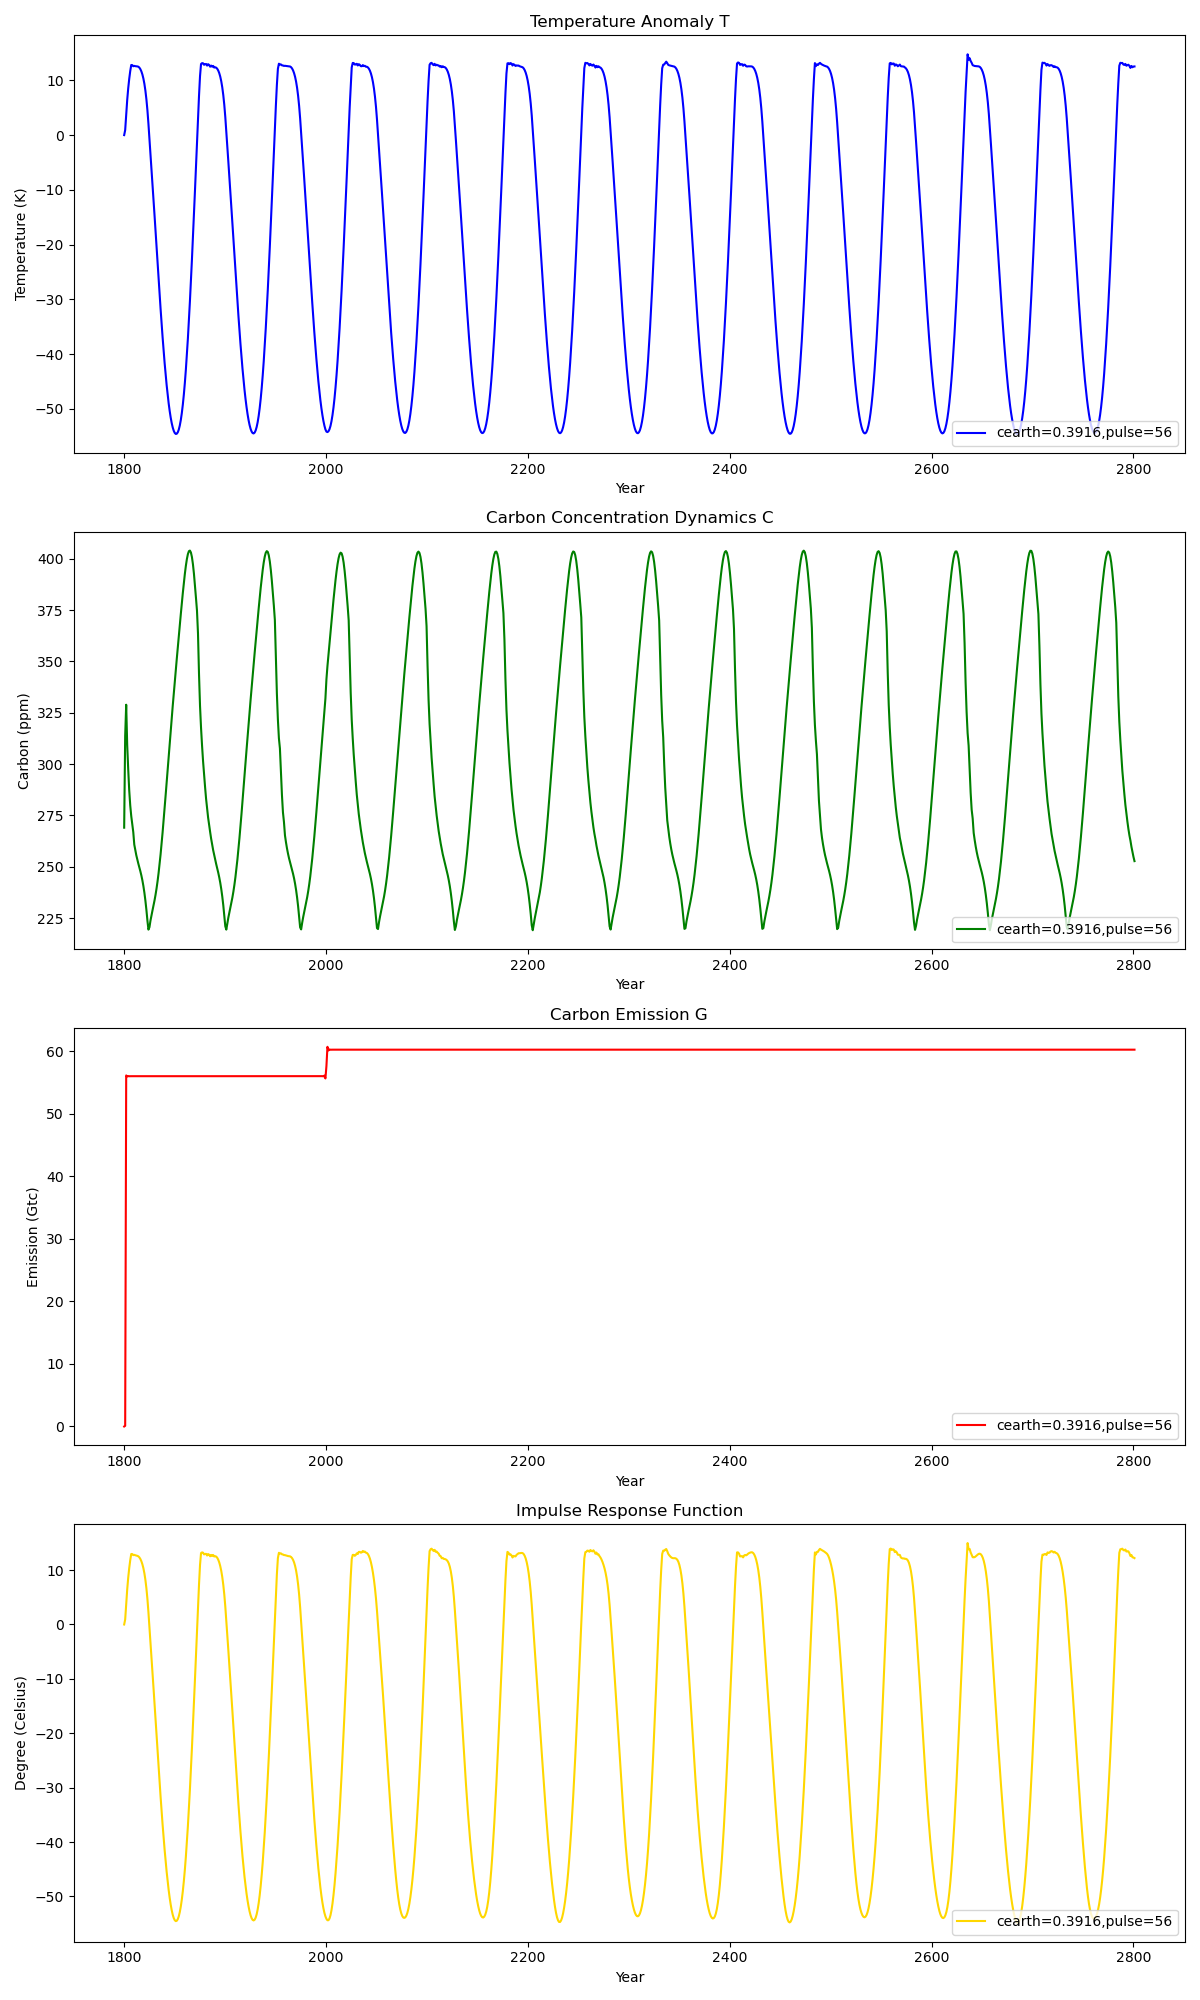 Temperature Anomaly T
10
0
−10
−20
−30
−40
−50
Temperature (K)
cearth=0.3916,pulse=56
1800 2000 2200 2400 2600 2800
Year
Carbon Concentration Dynamics C
400
375
350
325
300
275
250
225
Carbon (ppm)
cearth=0.3916,pulse=56
1800 2000 2200 2400 2600 2800
Year
Carbon Emission G
60
50
40
30
20
10
0
Emission (Gtc)
cearth=0.3916,pulse=56
1800 2000 2200 2400 2600 2800
Year
Impulse Response Function
10
0
−10
−20
−30
−40
−50
Degree (Celsius)
cearth=0.3916,pulse=56
1800 2000 2200 2400 2600 2800
Year